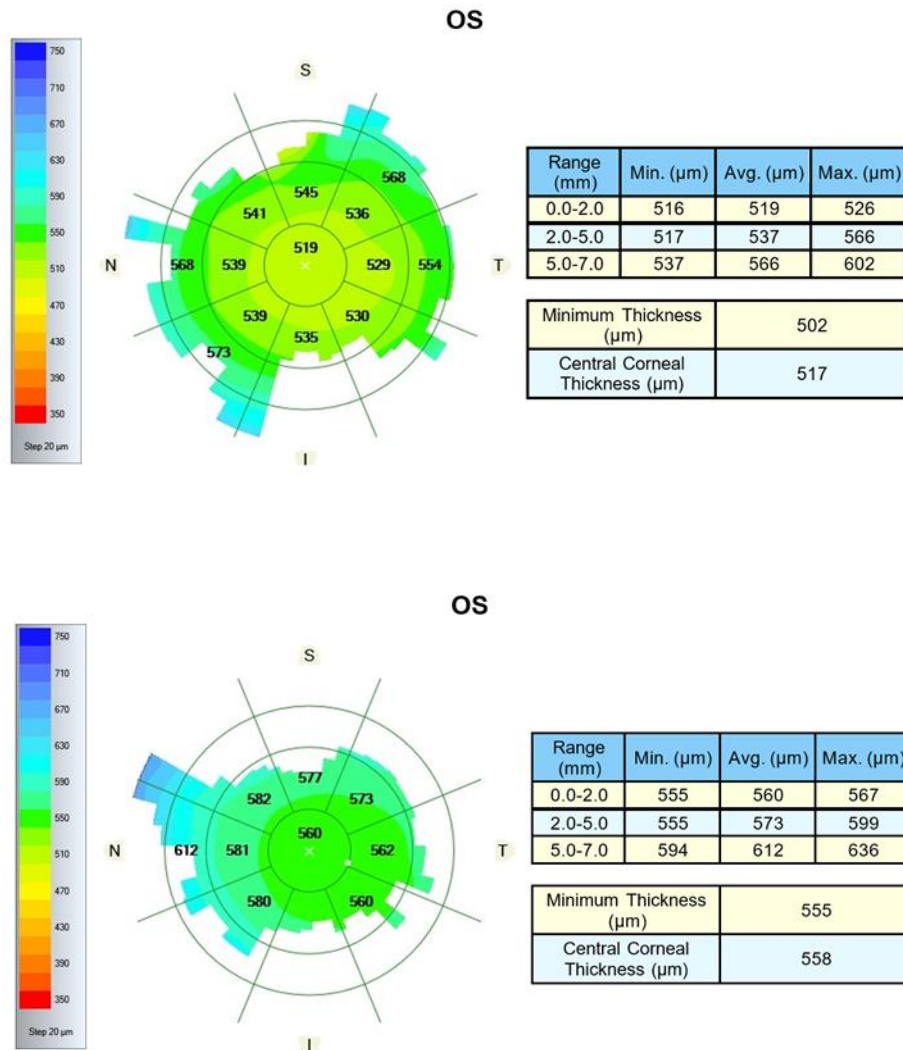 OS
750
710
670
630
590
550
510
470
430
390
350
Step 20 µm
S
568
545
541 536
519
N 568 539 529 554 T
539 530
535
573
I
Range (mm) Min. (µm) Avg. (µm) Max. (µm)
0.0-2.0 516 519 526
2.0-5.0 517 537 566
5.0-7.0 537 566 602
Minimum Thickness (µm) 502
Central Corneal Thickness (µm) 517
OS
750
710
670
630
590
550
510
470
430
390
350
Step 20 µm
S
577
582 573
560
N 612 581 562 T
580 560
I
Range (mm) Min. (µm) Avg. (µm) Max. (µm)
0.0-2.0 555 560 567
2.0-5.0 555 573 599
5.0-7.0 594 612 636
Minimum Thickness (µm) 555
Central Corneal Thickness (µm) 558